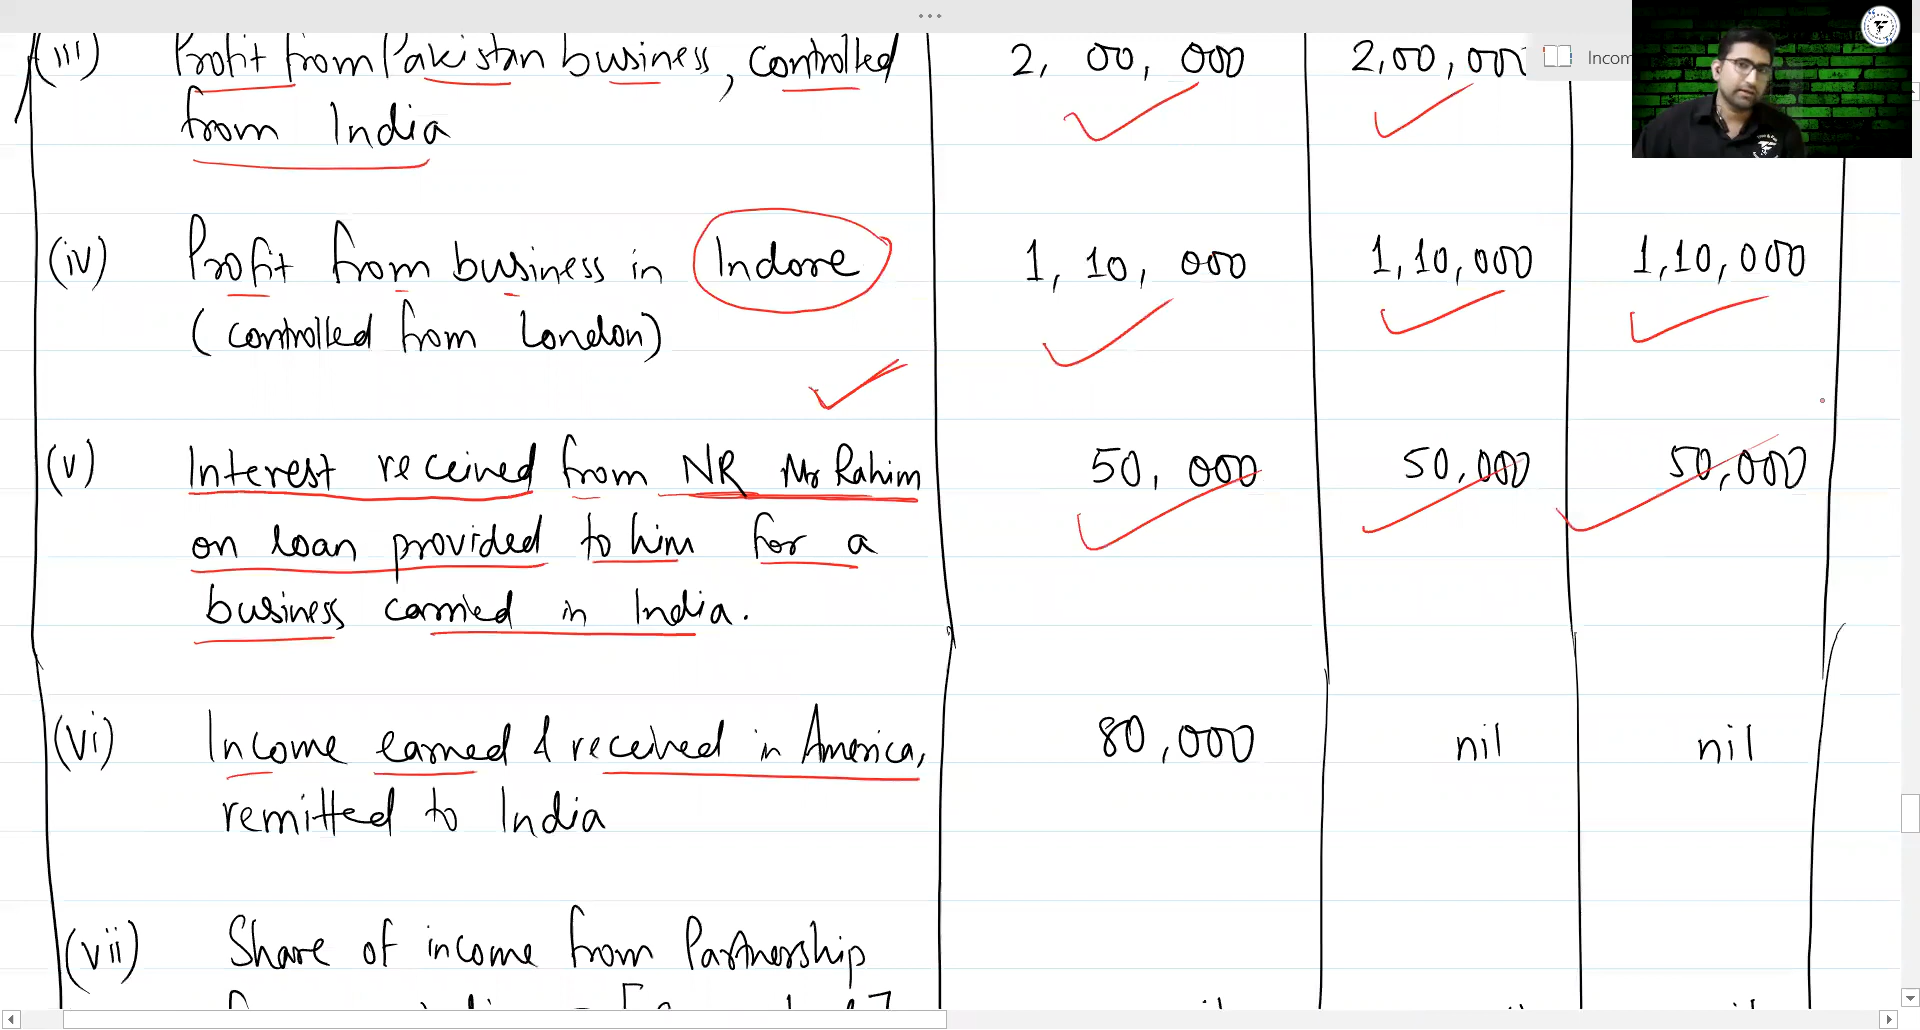 (iii) Profit from Pakistan business, controlled 2, 00, 000 2,00,000
from India
Incom
(iv) Profit from business in Indore 1, 10, 000 1,10,000 1,10,000
(controlled from London)
(v) Interest received from NR Mr Rahim 50, 000 50,000 50,000
on loan provided to him for a
business carried in India.
(vi) Income earned & received in America, 80,000 nil nil
remitted to India
(vii) Share of income from Partnership